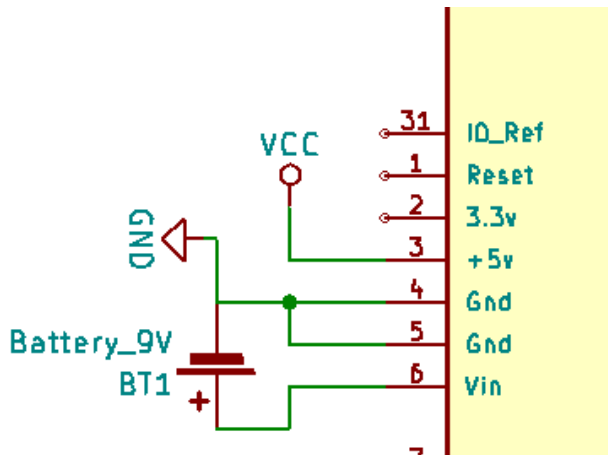 31 IO_Ref
VCC
1 Reset
2 3.3v
GND
3 +5v
4 Gnd
Battery_9V
5 Gnd
BT1
6 Vin
+